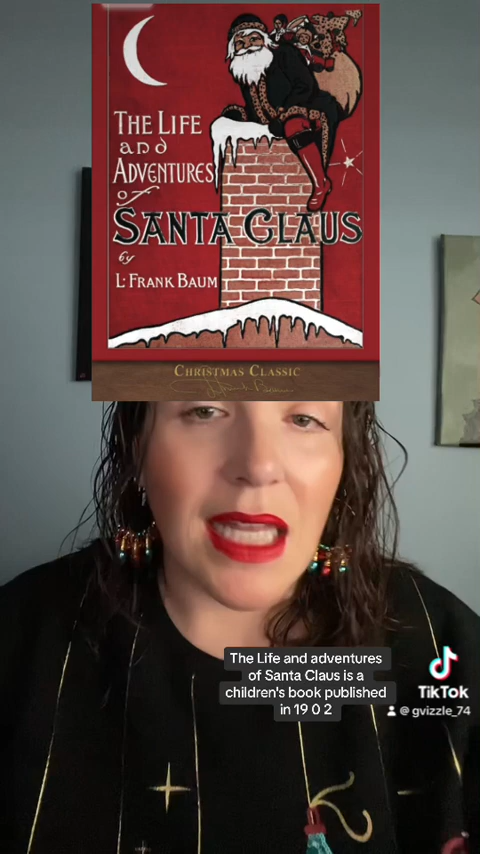 THE LIFE
and
ADVENTURES
of
SANTA CLAUS
by
L. FRANK BAUM
CHRISTMAS CLASSIC
The Life and adventures
of Santa Claus is a
children's book published
in 19 0 2
TikTok
@ gvizzle_74